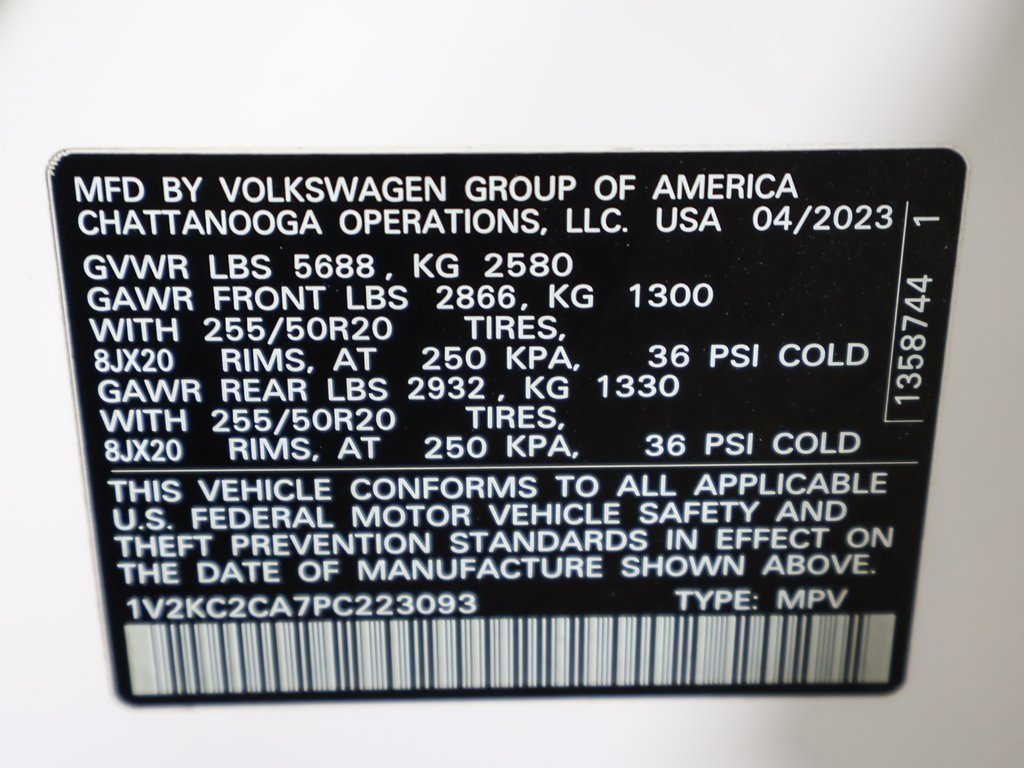 MFD BY VOLKSWAGEN GROUP OF AMERICA
CHATTANOOGA OPERATIONS, LLC. USA 04/2023
GVWR LBS 5688, KG 2580
GAWR FRONT LBS 2866, KG 1300
WITH 255/50R20 TIRES,
8JX20 RIMS, AT 250 KPA, 36 PSI COLD
GAWR REAR LBS 2932, KG 1330
WITH 255/50R20 TIRES,
8JX20 RIMS, AT 250 KPA, 36 PSI COLD
1358744 1
THIS VEHICLE CONFORMS TO ALL APPLICABLE
U.S. FEDERAL MOTOR VEHICLE SAFETY AND
THEFT PREVENTION STANDARDS IN EFFECT ON
THE DATE OF MANUFACTURE SHOWN ABOVE.
1V2KC2CA7PC223093 TYPE: MPV